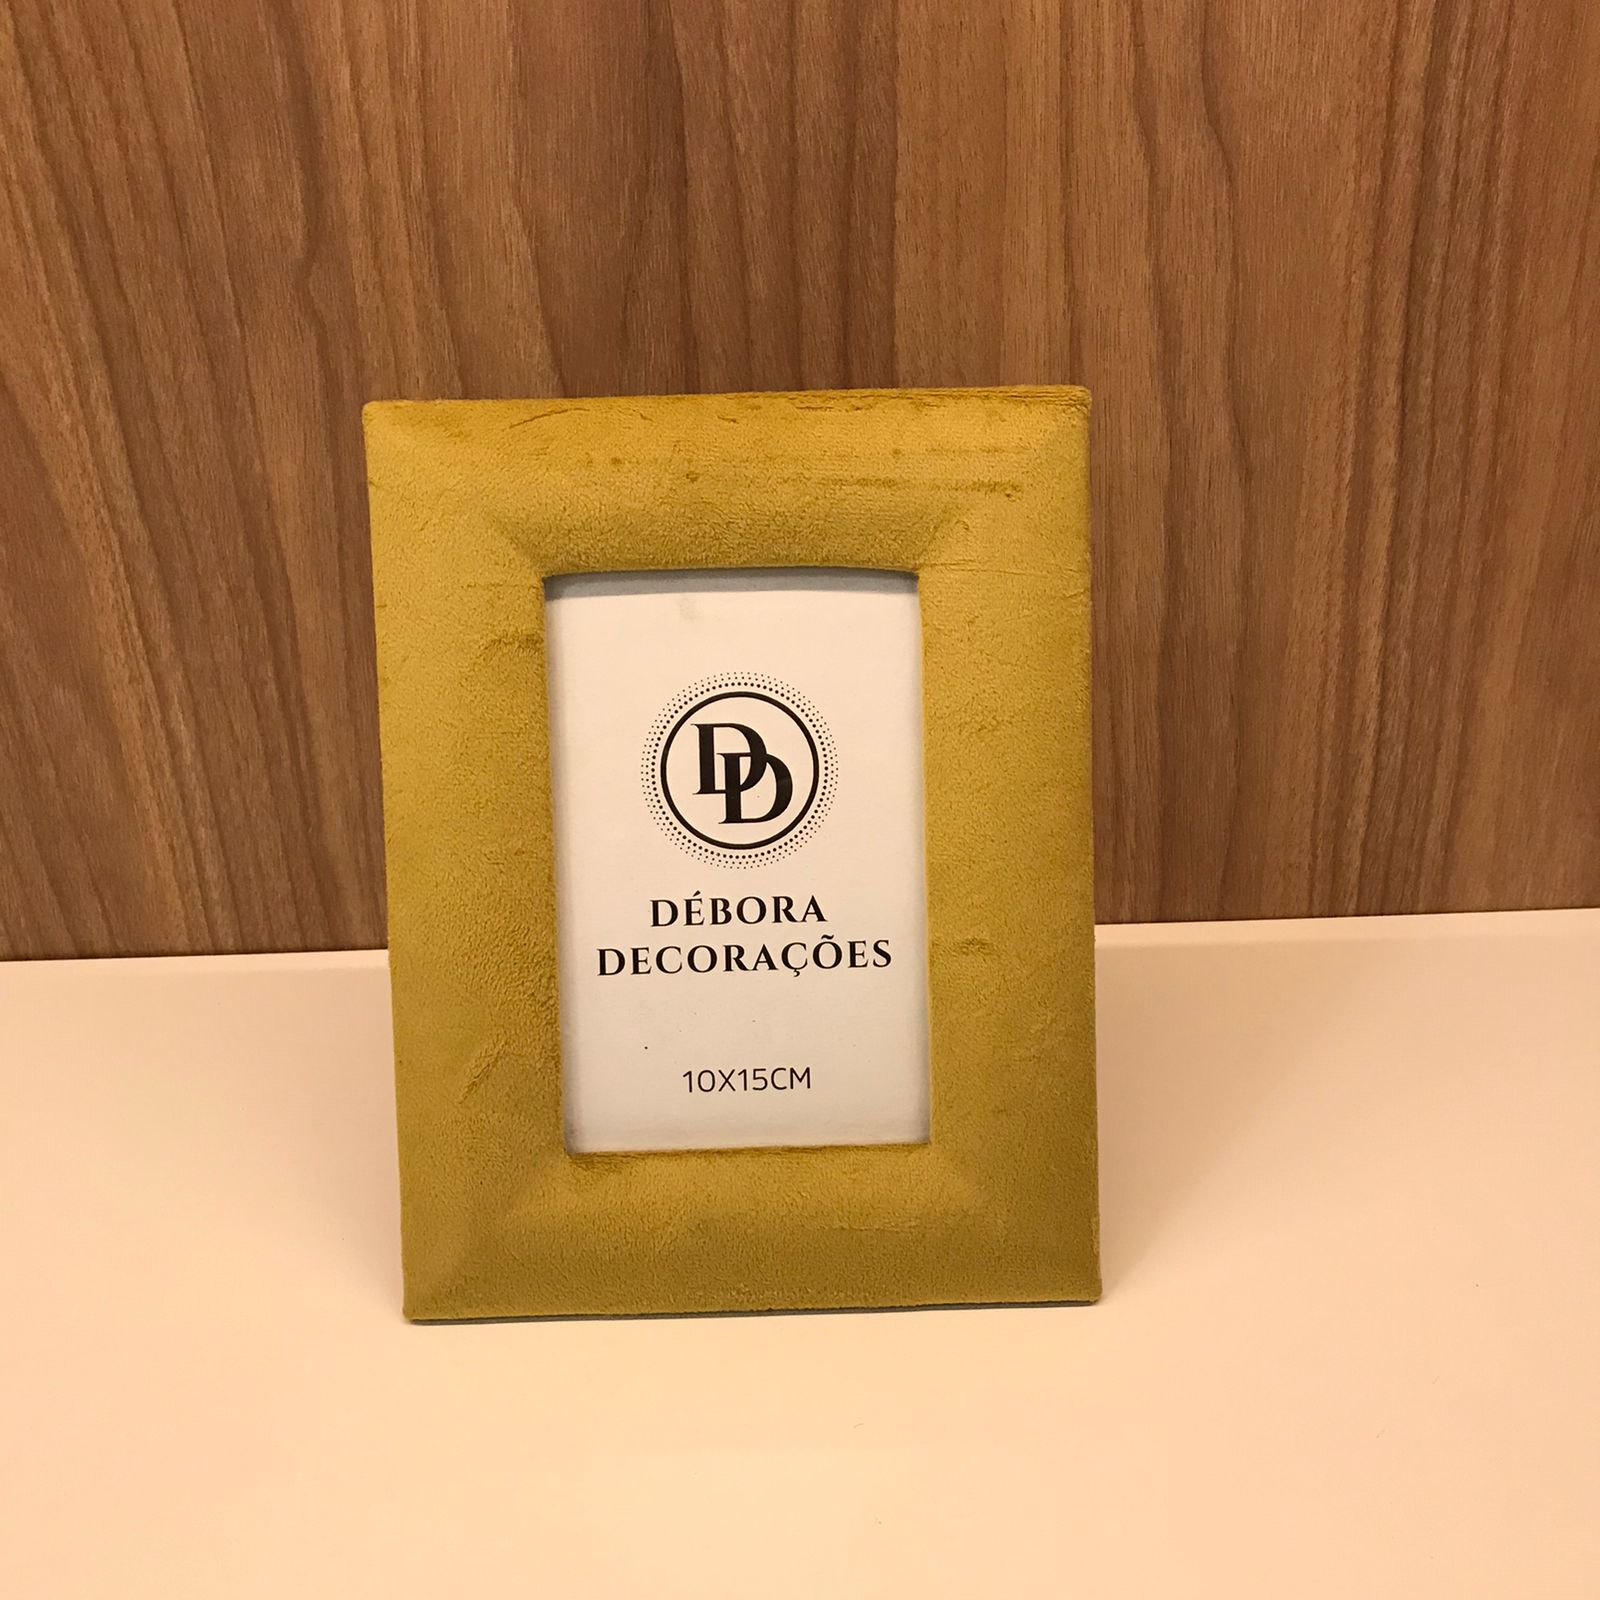 DD
DÉBORA
DECORAÇÕES
10X15CM